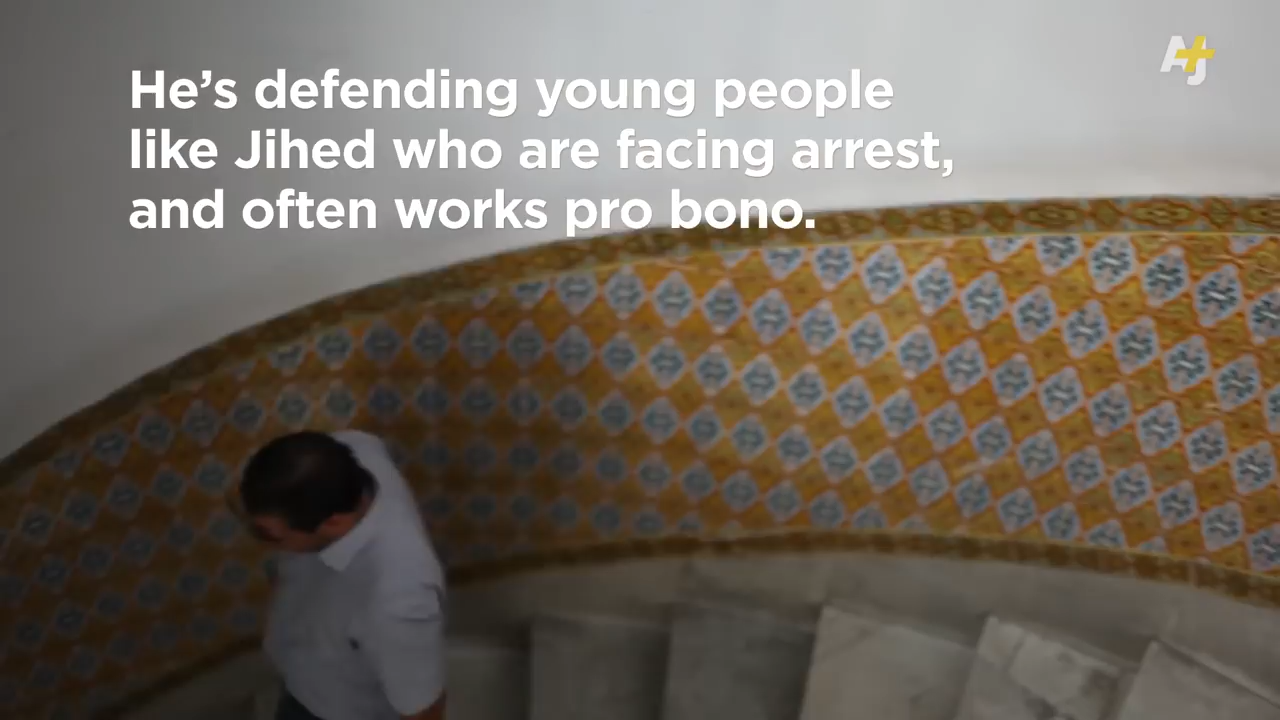 AJ+
He’s defending young people
like Jihed who are facing arrest,
and often works pro bono.